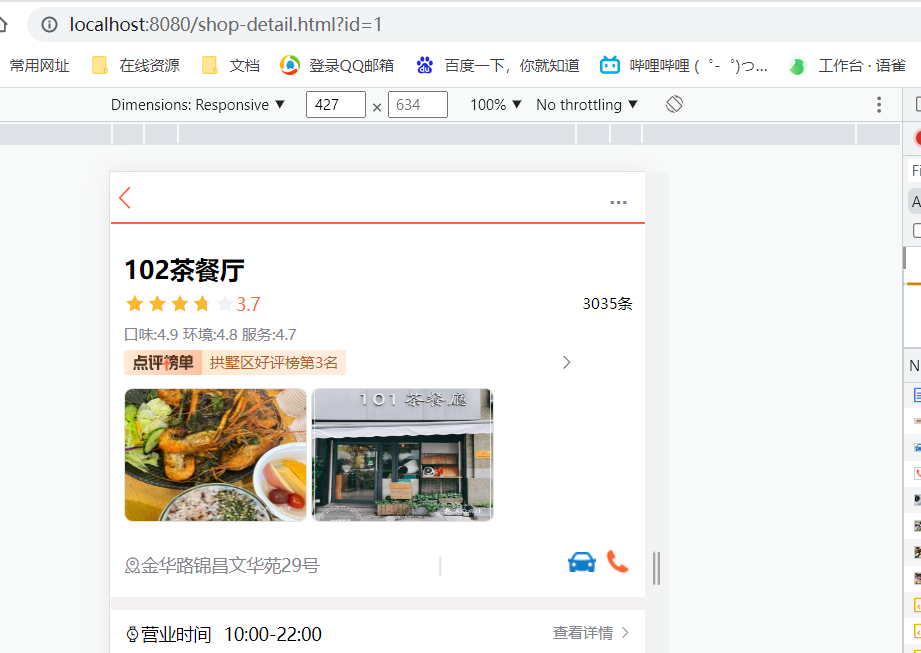 localhost:8080/shop-detail.html?id=1
常用网址 在线资源 文档 登录QQ邮箱 百度一下，你就知道 哔哩哔哩 (゜-゜)つ... 工作台 · 语雀
Dimensions: Responsive ▼ 427 × 634 100% ▼ No throttling ▼
102茶餐厅
3.7 3035条
口味:4.9 环境:4.8 服务:4.7
点评榜单 拱墅区好评榜第3名
101茶餐廳
金华路锦昌文华苑29号
营业时间 10:00-22:00 查看详情